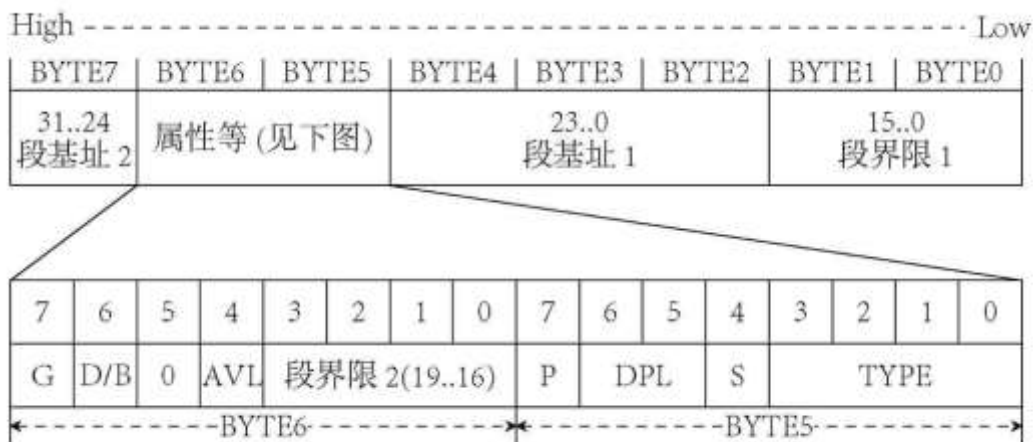 High Low
BYTE7 BYTE6 BYTE5 BYTE4 BYTE3 BYTE2 BYTE1 BYTE0
31..24 23..0 15..0
段基址 2 属性等 (见下图) 段基址 1 段界限 1
7 6 5 4 3 2 1 0 7 6 5 4 3 2 1 0
G D/B 0 AVL 段界限 2(19..16) P DPL S TYPE
BYTE6 BYTE5